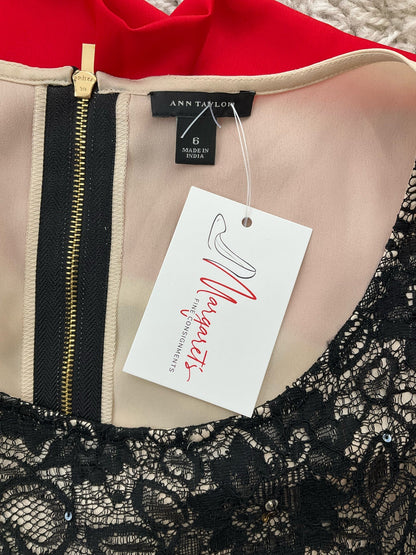 ANN TAYLOR
6
MADE IN
INDIA
Margaret's
FINE CONSIGNMENTS